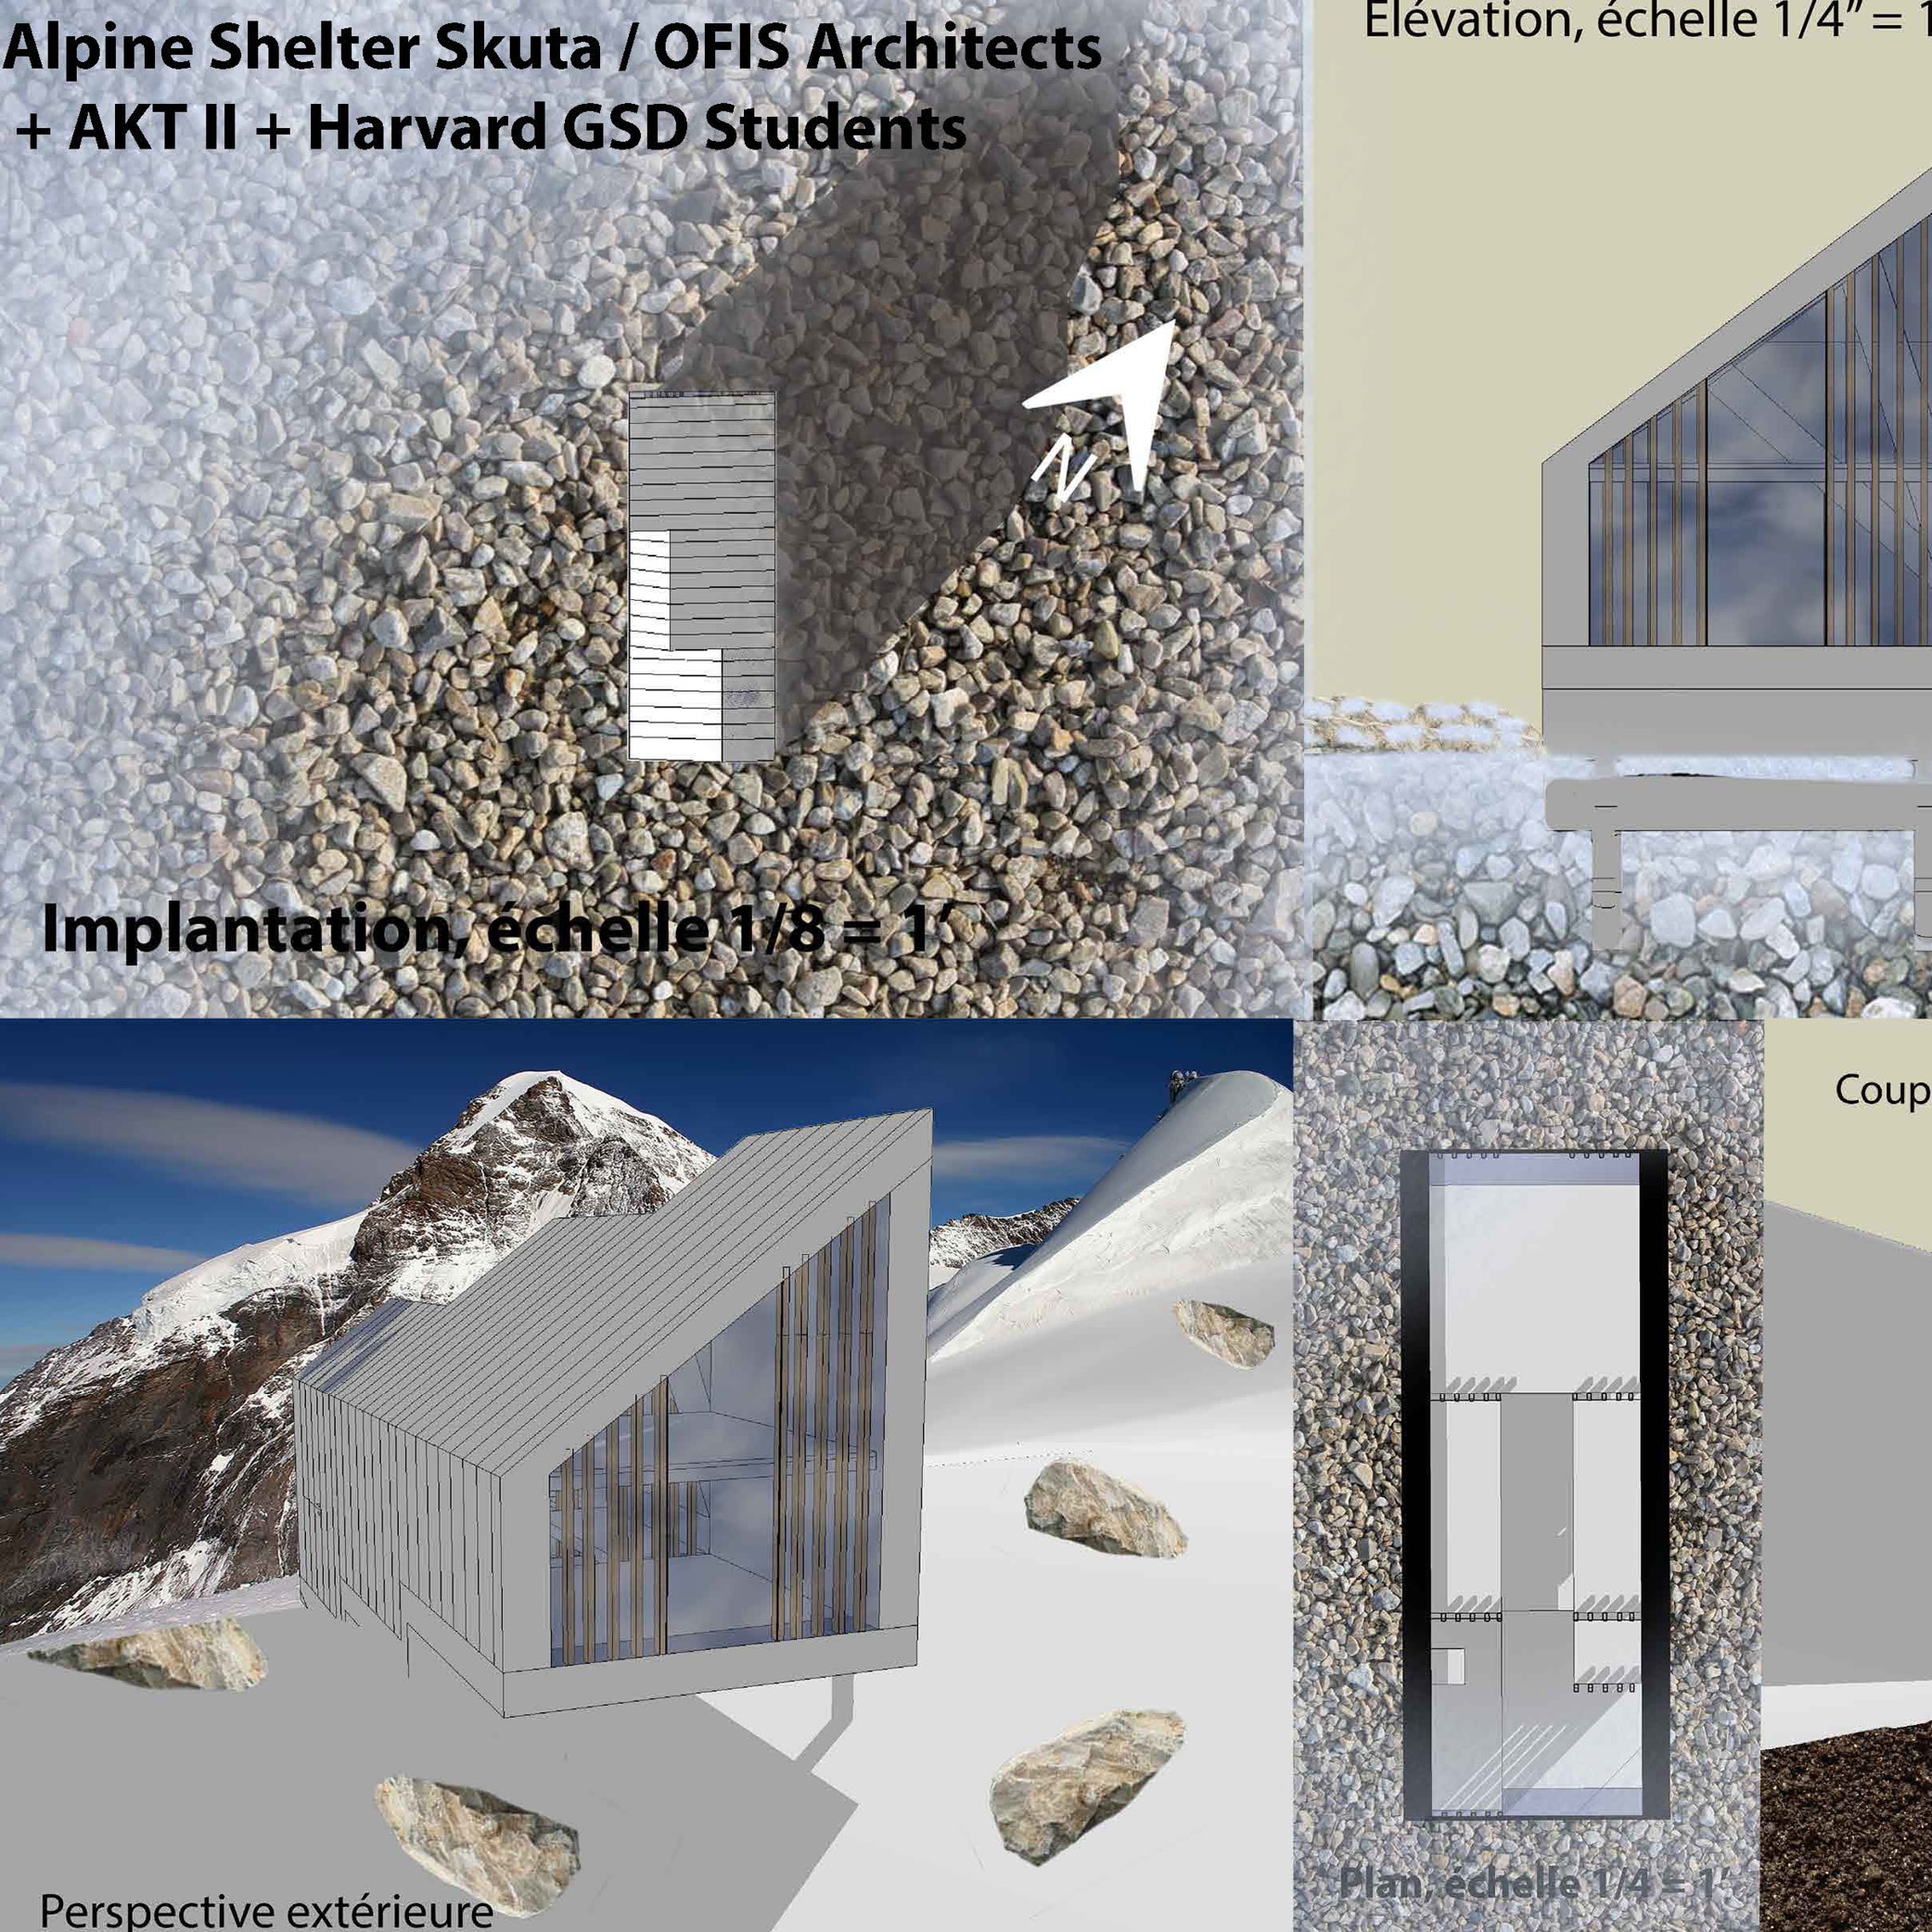 Alpine Shelter Skuta / OFIS Architects
+ AKT II + Harvard GSD Students
Elévation, échelle 1/4" = 1
N
Implantation, échelle 1/8 = 1'
Coup
Perspective extérieure
Plan, échelle 1/4 = 1'